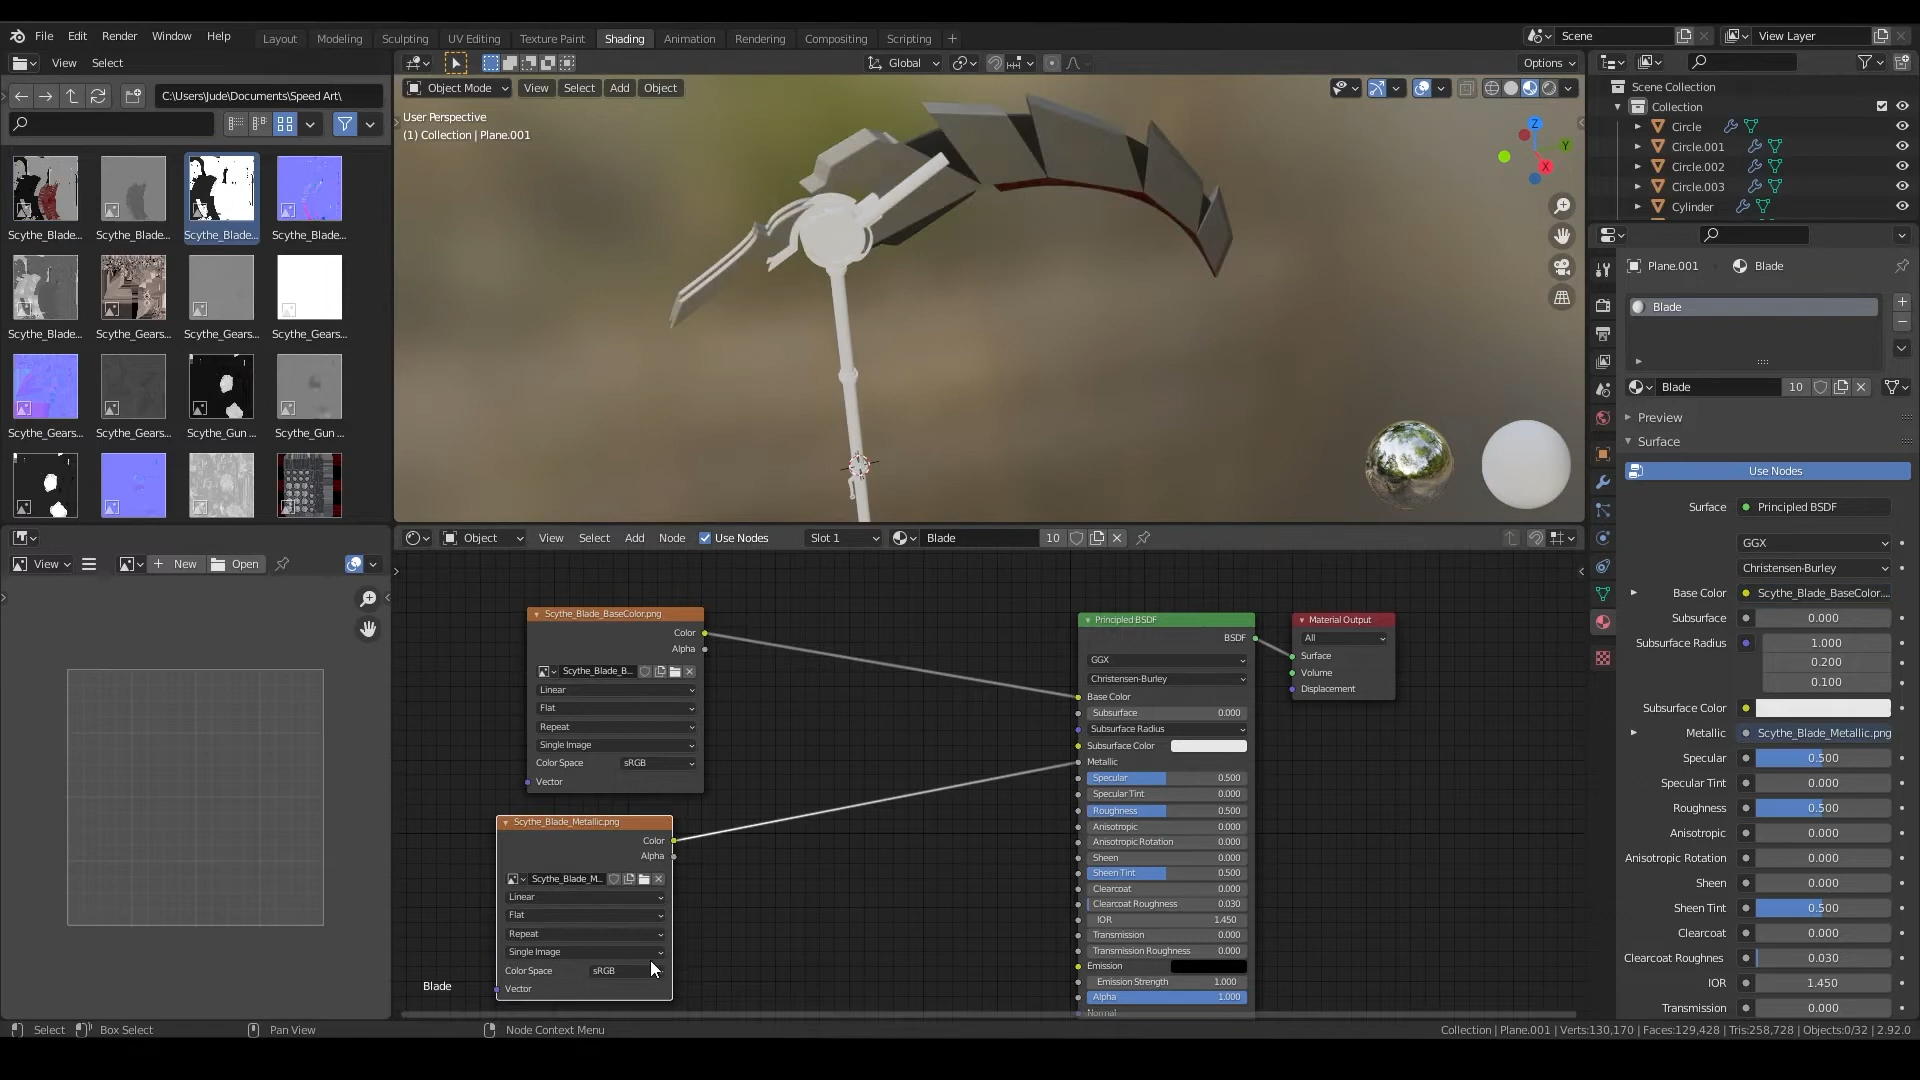 File Edit Render Window Help
Layout Modeling Sculpting UV Editing Texture Paint Shading Animation Rendering Compositing Scripting +
Scene
View Layer
View Select
Global
Options
C:\Users\Jude\Documents\Speed Art\
Object Mode View Select Add Object
User Perspective
(1) Collection | Plane.001
Z
Y
X
Scythe_Blade... Scythe_Blade... Scythe_Blade... Scythe_Blade...
Scythe_Blade... Scythe_Gears... Scythe_Gears... Scythe_Gears...
Scythe_Gears... Scythe_Gears... Scythe_Gun ... Scythe_Gun ...
Scene Collection
Collection
Circle
Circle.001
Circle.002
Circle.003
Cylinder
Plane.001 Blade
Blade
Blade 10
Preview
Surface
Use Nodes
Surface Principled BSDF
GGX
Christensen-Burley
Base Color Scythe_Blade_BaseColor....
Subsurface 0.000
Subsurface Radius 1.000
0.200
0.100
Subsurface Color
Metallic Scythe_Blade_Metallic.png
Specular 0.500
Specular Tint 0.000
Roughness 0.500
Anisotropic 0.000
Anisotropic Rotation 0.000
Sheen 0.000
Sheen Tint 0.500
Clearcoat 0.000
Clearcoat Roughnes 0.030
IOR 1.450
Transmission 0.000
View New Open
Object View Select Add Node Use Nodes Slot 1 Blade 10
Scythe_Blade_BaseColor.png
Color
Alpha
Scythe_Blade_B...
Linear
Flat
Repeat
Single Image
Color Space sRGB
Vector
Scythe_Blade_Metallic.png
Color
Alpha
Scythe_Blade_M...
Linear
Flat
Repeat
Single Image
Color Space sRGB
Vector
Principled BSDF
BSDF
GGX
Christensen-Burley
Base Color
Subsurface 0.000
Subsurface Radius
Subsurface Color
Metallic
Specular 0.500
Specular Tint 0.000
Roughness 0.500
Anisotropic 0.000
Anisotropic Rotation 0.000
Sheen 0.000
Sheen Tint 0.500
Clearcoat 0.000
Clearcoat Roughness 0.030
IOR 1.450
Transmission 0.000
Transmission Roughness 0.000
Emission
Emission Strength 1.000
Alpha 1.000
Normal
Material Output
All
Surface
Volume
Displacement
Blade
Select Box Select Pan View Node Context Menu
Collection | Plane.001 | Verts:130,170 | Faces:129,428 | Tris:258,728 | Objects:0/32 | 2.92.0